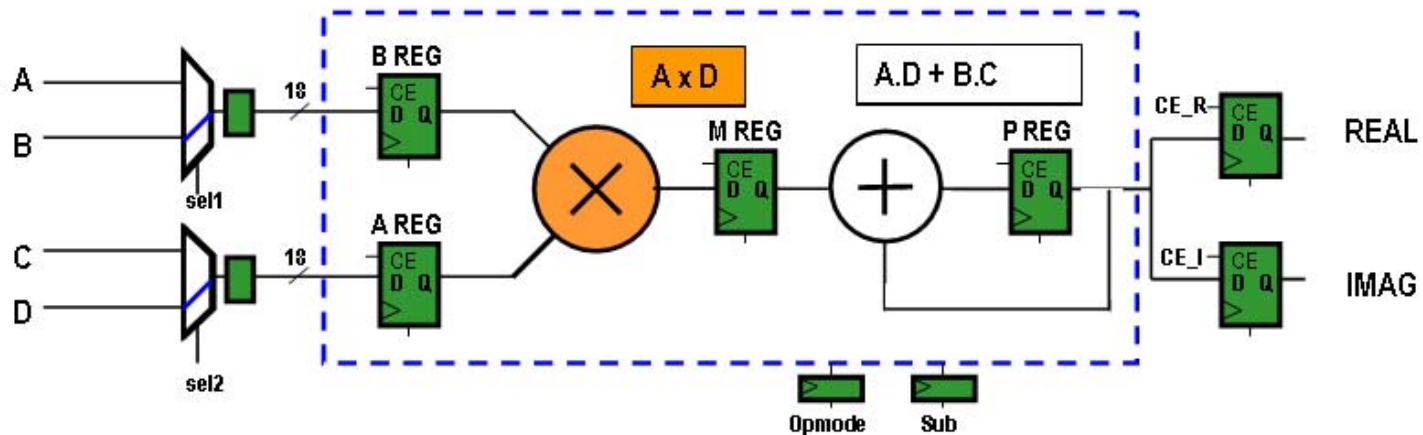 A
B
sel1
C
D
sel2
18
18
B REG
CE
D Q
A REG
CE
D Q
A x D
M REG
CE
D Q
A.D + B.C
P REG
CE
D Q
CE_R
CE
D Q
REAL
CE_I
CE
D Q
IMAG
Opmode
Sub